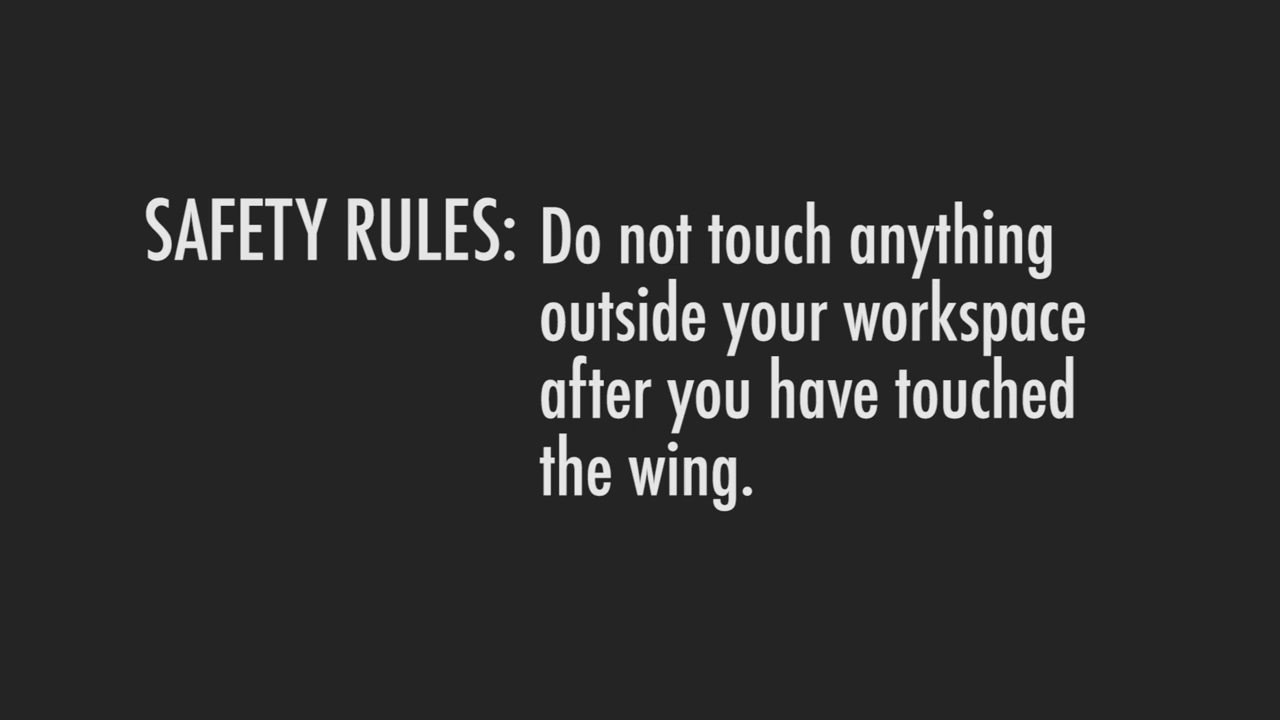 SAFETY RULES: Do not touch anything
outside your workspace
after you have touched
the wing.